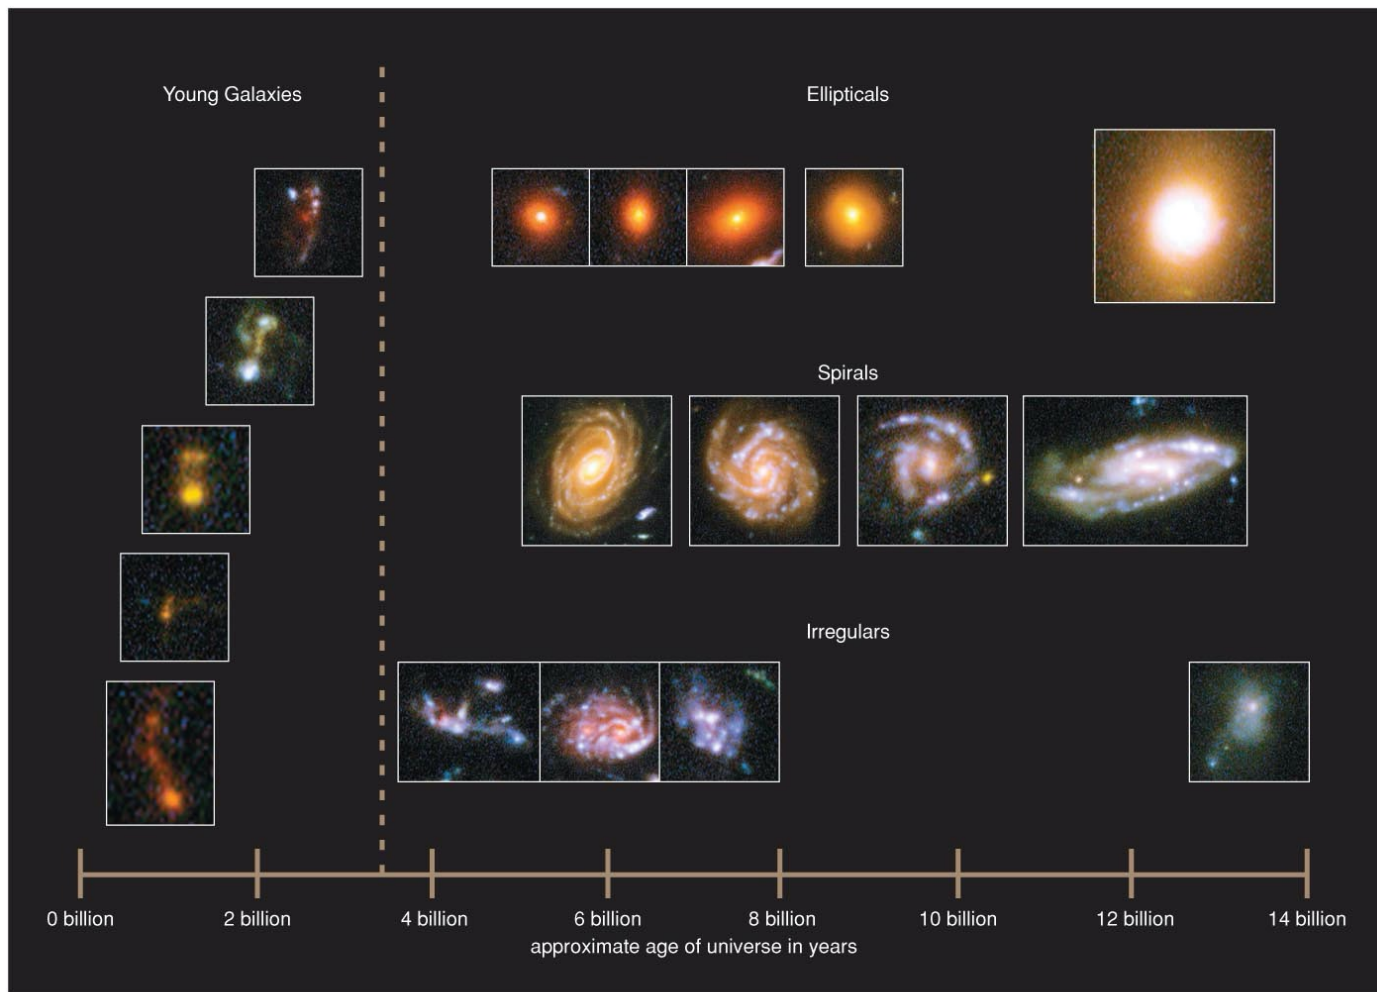 Young Galaxies
Ellipticals
Spirals
Irregulars
0 billion
2 billion
4 billion
6 billion
8 billion
10 billion
12 billion
14 billion
approximate age of universe in years